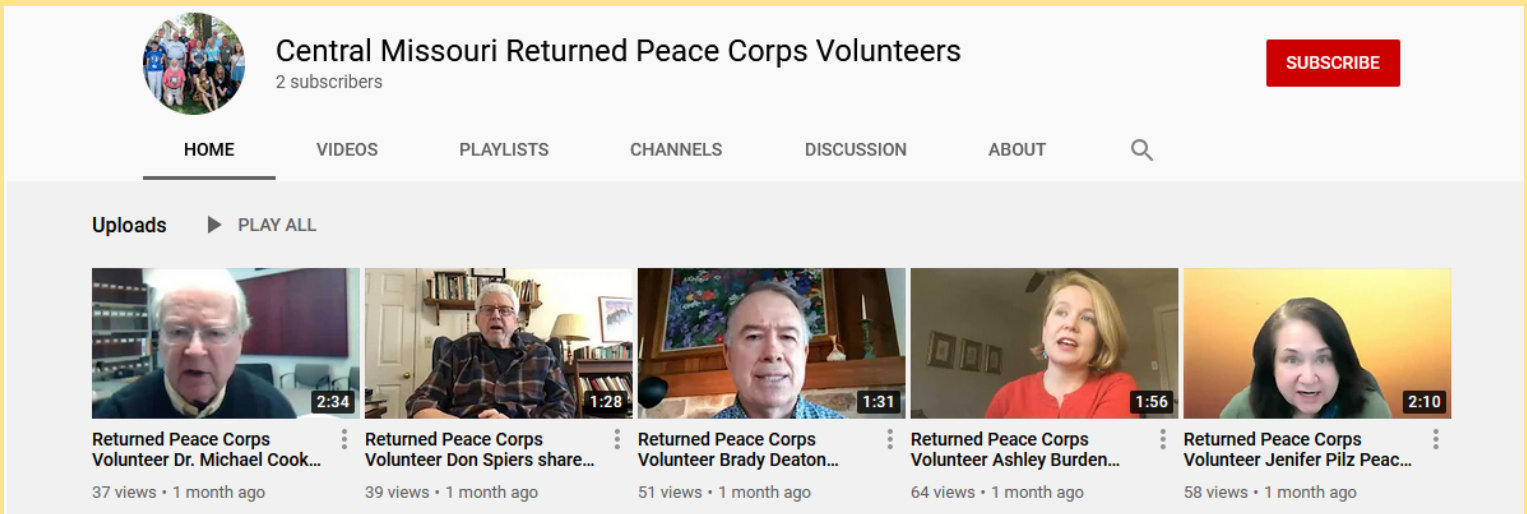 Central Missouri Returned Peace Corps Volunteers
2 subscribers
SUBSCRIBE
HOME VIDEOS PLAYLISTS CHANNELS DISCUSSION ABOUT
Uploads PLAY ALL
2:34 1:28 1:31 1:56 2:10
Returned Peace Corps
Volunteer Dr. Michael Cook...
37 views • 1 month ago
Returned Peace Corps
Volunteer Don Spiers share...
39 views • 1 month ago
Returned Peace Corps
Volunteer Brady Deaton...
51 views • 1 month ago
Returned Peace Corps
Volunteer Ashley Burden...
64 views • 1 month ago
Returned Peace Corps
Volunteer Jenifer Pilz Peac...
58 views • 1 month ago